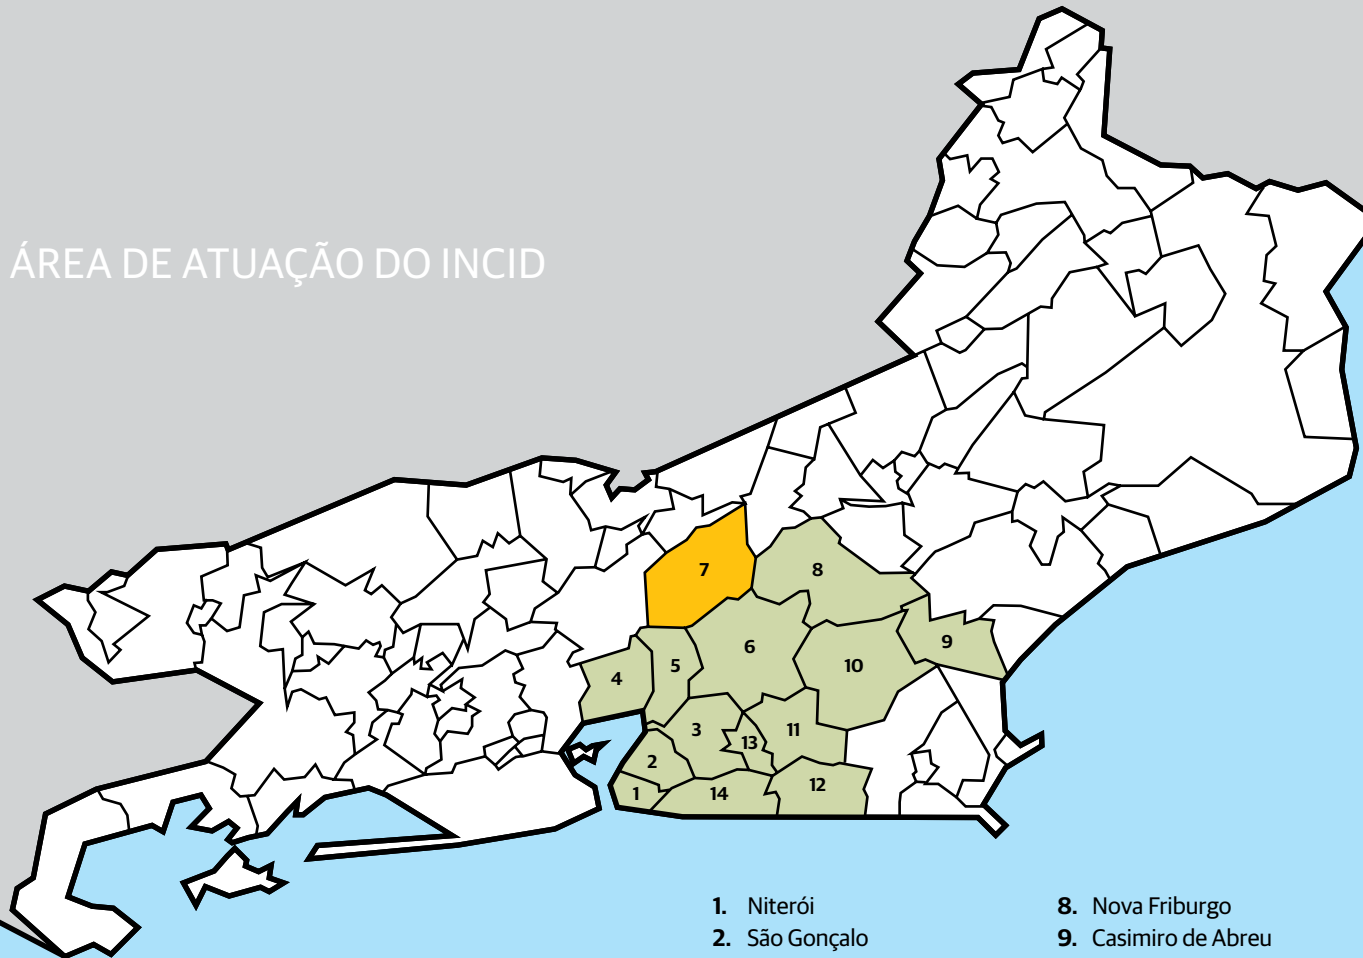 ÁREA DE ATUAÇÃO DO INCID
7
8
6
9
5
10
4
3
11
13
2
12
1
14
1. Niterói
2. São Gonçalo
8. Nova Friburgo
9. Casimiro de Abreu